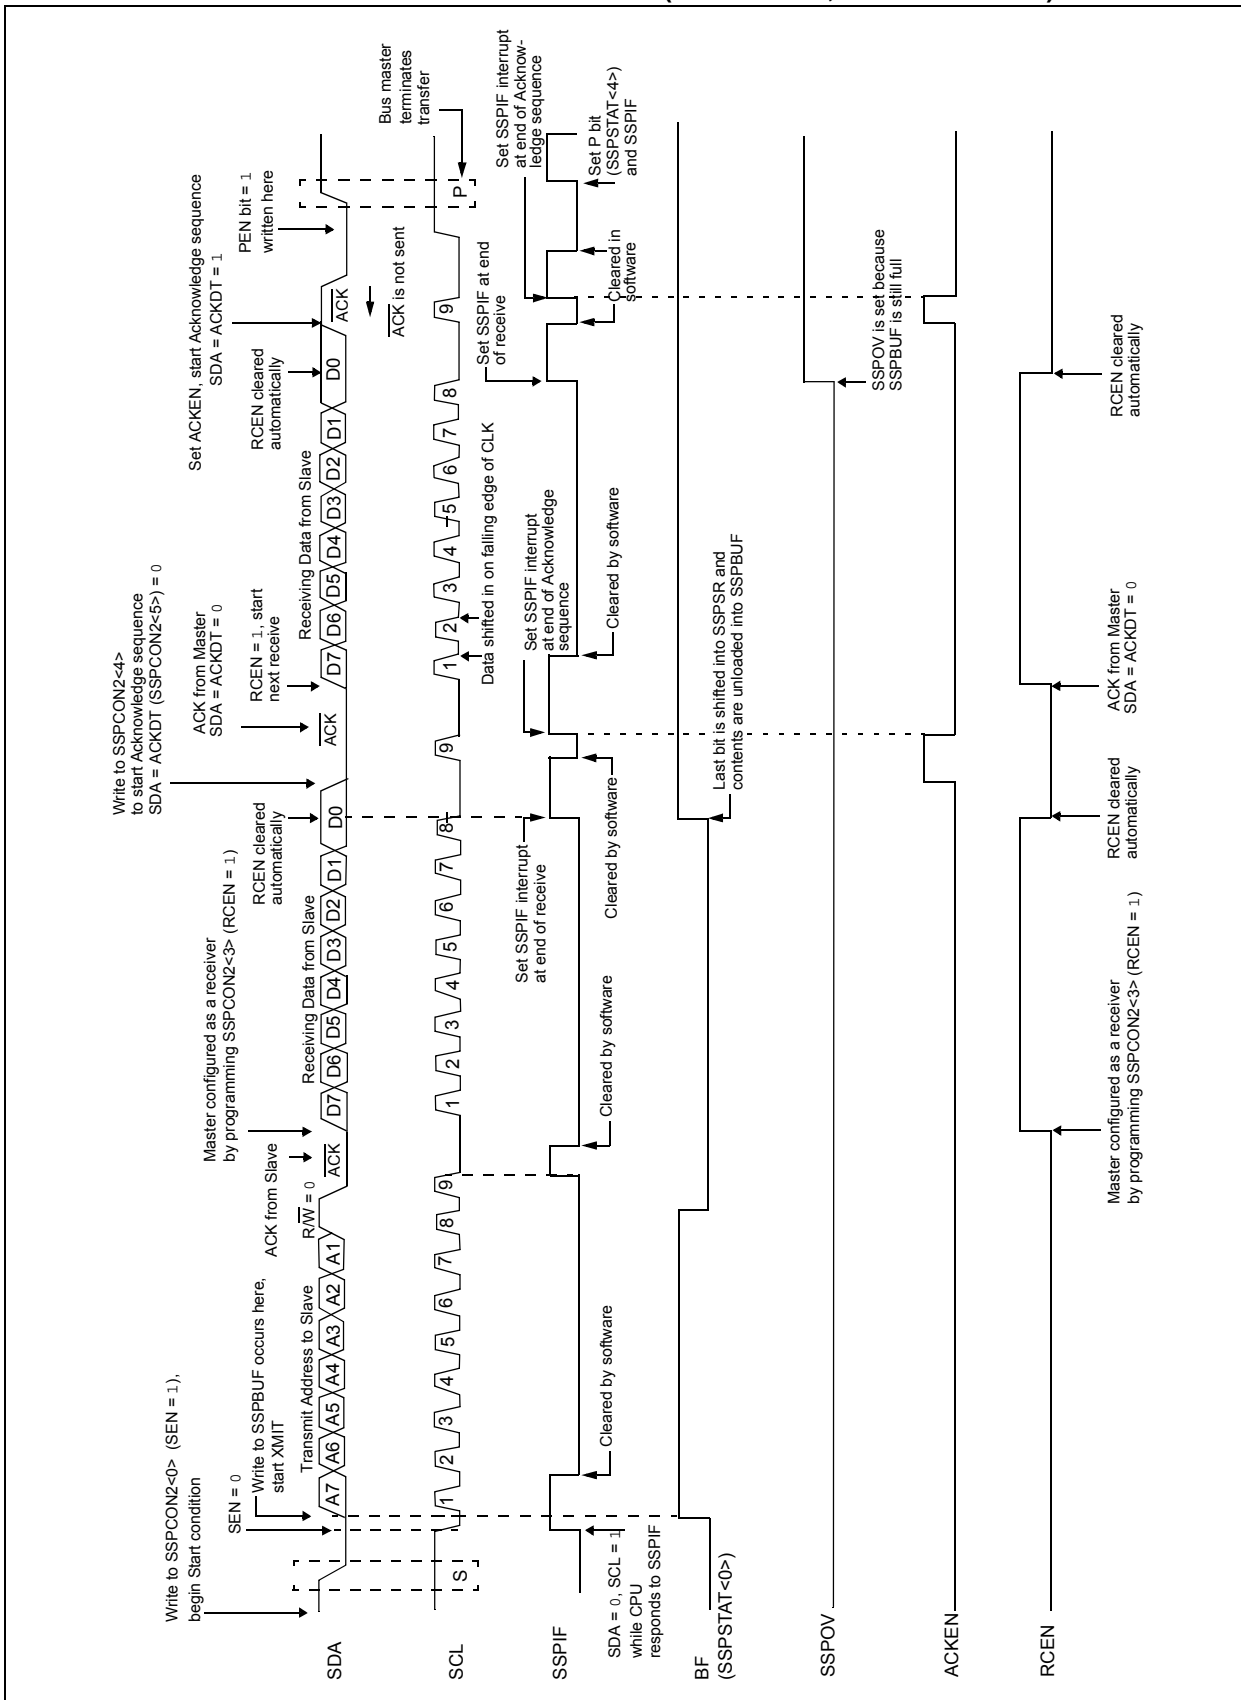 Write to SSPCON2<0> (SEN = 1),
begin Start condition
SEN = 0
Write to SSPBUF occurs here,
start XMIT
Transmit Address to Slave
R/W = 0
ACK from Slave
Master configured as a receiver
by programming SSPCON2<3> (RCEN = 1)
Receiving Data from Slave
RCEN cleared
automatically
Write to SSPCON2<4>
to start Acknowledge sequence
SDA = ACKDT (SSPCON2<5>) = 0
ACK from Master
SDA = ACKDT = 0
RCEN = 1, start
next receive
Receiving Data from Slave
RCEN cleared
automatically
Set ACKEN, start Acknowledge sequence
SDA = ACKDT = 1
PEN bit = 1
written here
SDA
A7 A6 A5 A4 A3 A2 A1
ACK
D7 D6 D5 D4 D3 D2 D1 D0
ACK
D7 D6 D5 D4 D3 D2 D1 D0
ACK
ACK is not sent
Bus master
terminates
transfer
SCL
S
1 2 3 4 5 6 7 8 9
1 2 3 4 5 6 7 8 9
1 2 3 4 5 6 7 8 9
P
Data shifted in on falling edge of CLK
Set SSPIF interrupt
at end of receive
Set SSPIF interrupt
at end of Acknowledge
sequence
Set SSPIF at end
of receive
Set SSPIF interrupt
at end of Acknow-
ledge sequence
SSPIF
SDA = 0, SCL = 1
while CPU
responds to SSPIF
Cleared by software
Cleared by software
Cleared by software
Cleared by software
Cleared in
software
Set P bit
(SSPSTAT<4>)
and SSPIF
BF
(SSPSTAT<0>)
Last bit is shifted into SSPSR and
contents are unloaded into SSPBUF
SSPOV
SSPOV is set because
SSPBUF is still full
ACKEN
RCEN
Master configured as a receiver
by programming SSPCON2<3> (RCEN = 1)
RCEN cleared
automatically
ACK from Master
SDA = ACKDT = 0
RCEN cleared
automatically